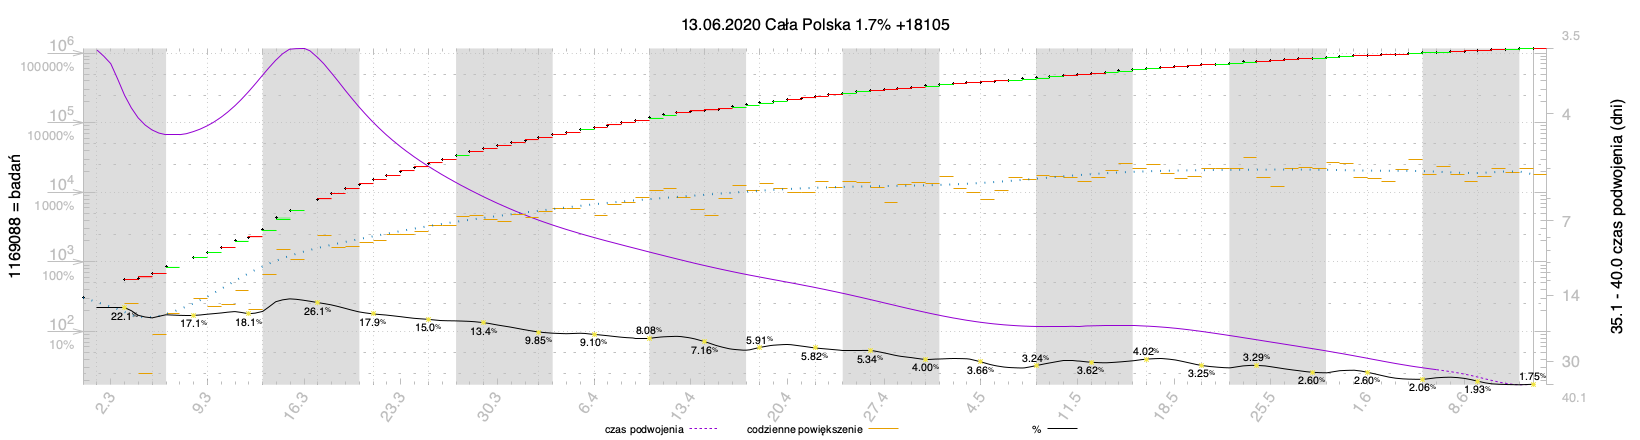 13.06.2020 Cała Polska 1.7% +18105
10⁶
100000%
10⁵
10000%
10⁴
1000%
10³
100%
10²
10%
1169088 = badań
3.5
4
7
14
30
40.1
35.1 - 40.0 czas podwojenia (dni)
22.1% 17.1% 18.1% 26.1% 17.9% 15.0% 13.4% 9.85% 9.10% 8.08% 7.16% 5.91% 5.82% 5.34% 4.00% 3.66% 3.24% 3.62% 4.02% 3.25% 3.29% 2.60% 2.60% 2.06% 1.93% 1.75%
2.3 9.3 16.3 23.3 30.3 6.4 13.4 20.4 27.4 4.5 11.5 18.5 25.5 1.6 8.6
czas podwojenia codzienne powiększenie %